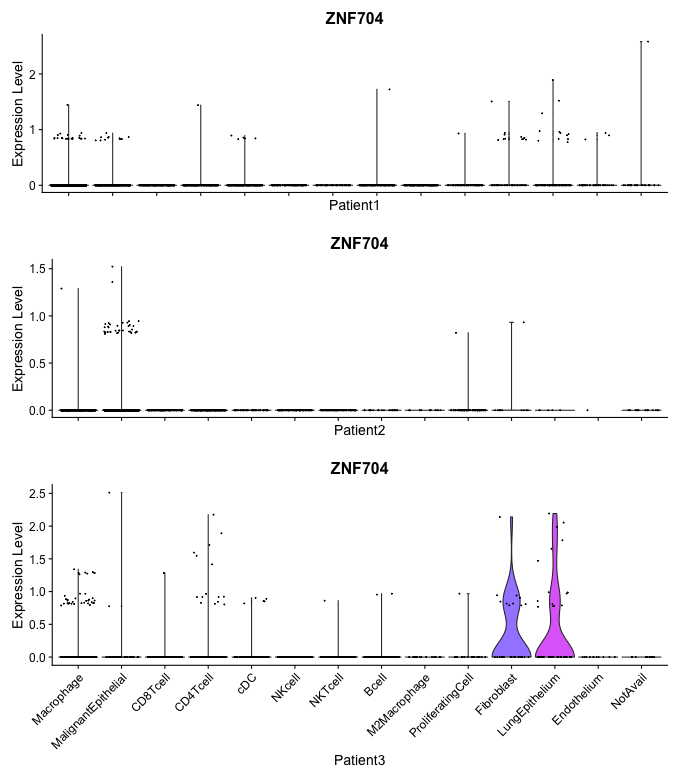 ZNF704
Expression Level
2
1
0
Patient1
ZNF704
Expression Level
1.5
1.0
0.5
0.0
Patient2
ZNF704
Expression Level
2.5
2.0
1.5
1.0
0.5
0.0
Macrophage
MalignantEpithelial
CD8Tcell
CD4Tcell
cDC
NKcell
NKTcell
Bcell
M2Macrophage
ProliferatingCell
Fibroblast
LungEpithelium
Endothelium
NotAvail
Patient3